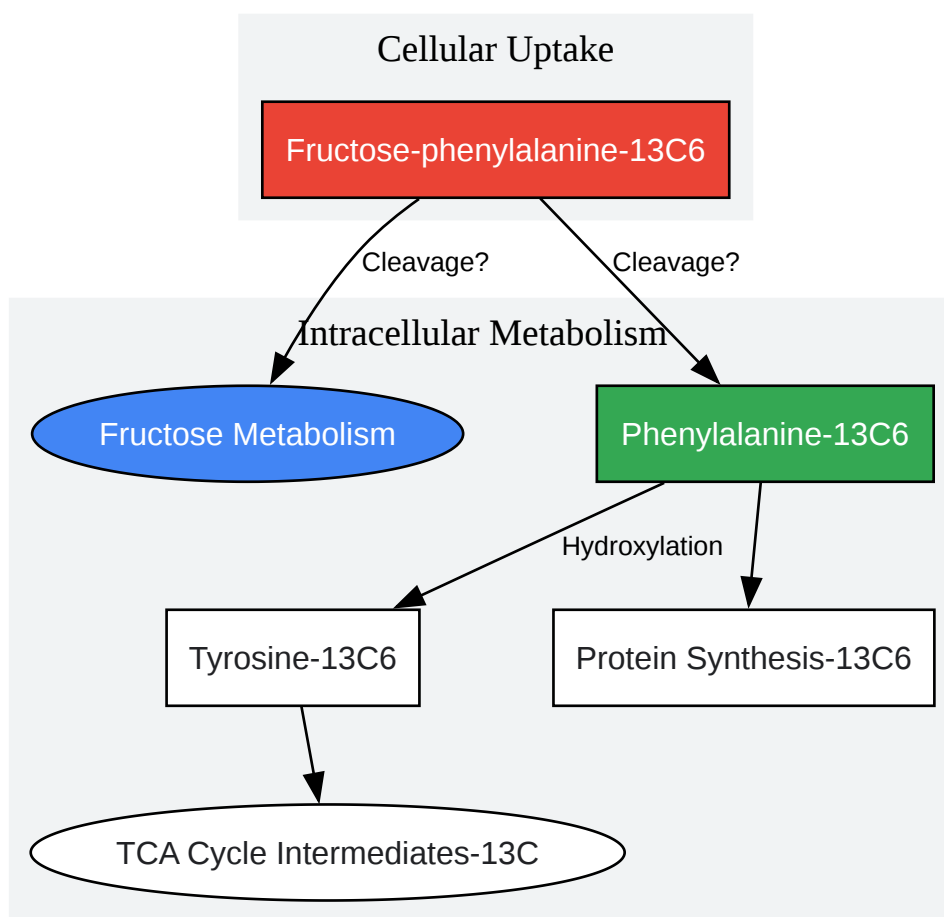 Cellular Uptake
Fructose-phenylalanine-13C6
Cleavage?
Cleavage?
Intracellular Metabolism
Fructose Metabolism
Phenylalanine-13C6
Hydroxylation
Tyrosine-13C6
Protein Synthesis-13C6
TCA Cycle Intermediates-13C